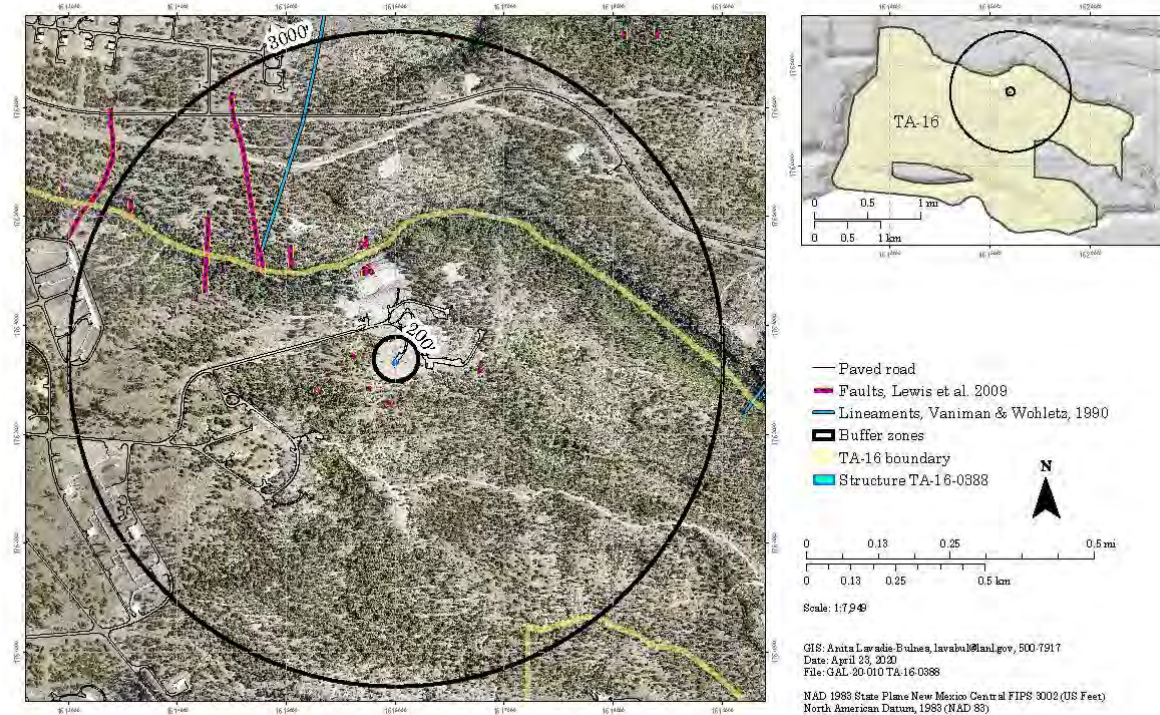 3000'
200'
TA-16
0 0.5 1 mi
0 0.5 1 km
Paved road
Faults, Lewis et al. 2009
Lineaments, Vaniman & Wohletz, 1990
Buffer zones
TA-16 boundary
Structure TA-16-0388
N
0 0.13 0.25 0.5 mi
0 0.13 0.25 0.5 km
Scale: 1:7,949
GIS: Anita Lavadie-Bulnes, lavabul@lanl.gov, 500-7917
Date: April 23, 2020
File: GAL-20-010 TA-16-0388
NAD 1983 State Plane New Mexico Central FIPS 3002 (US Feet)
North American Datum, 1983 (NAD 83)